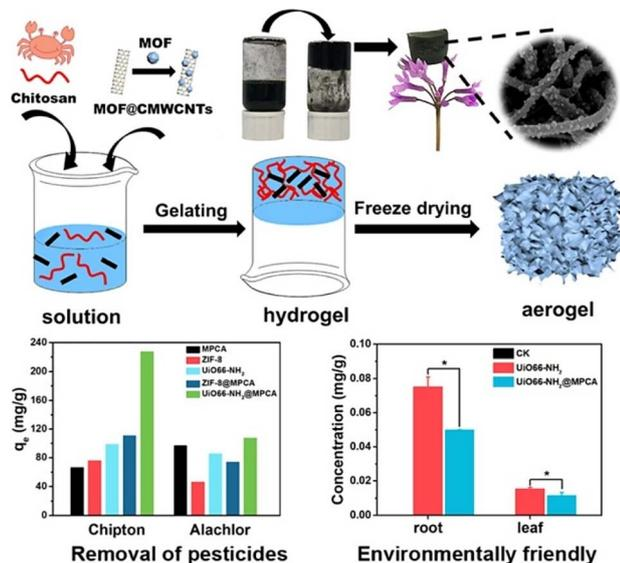 MOF
Chitosan
MOF@CMWCNTs
Gelating
Freeze drying
solution
hydrogel
aerogel
240
200
160
120
80
40
0
qₑ (mg/g)
MPCA
ZIF-8
UiO66-NH₂
ZIF-8@MPCA
UiO66-NH₂@MPCA
Chipton
Alachlor
Removal of pesticides
0.10
0.08
0.06
0.04
0.02
0.00
Concentration (mg/g)
CK
UiO66-NH₂
UiO66-NH₂@MPCA
*
*
root
leaf
Environmentally friendly